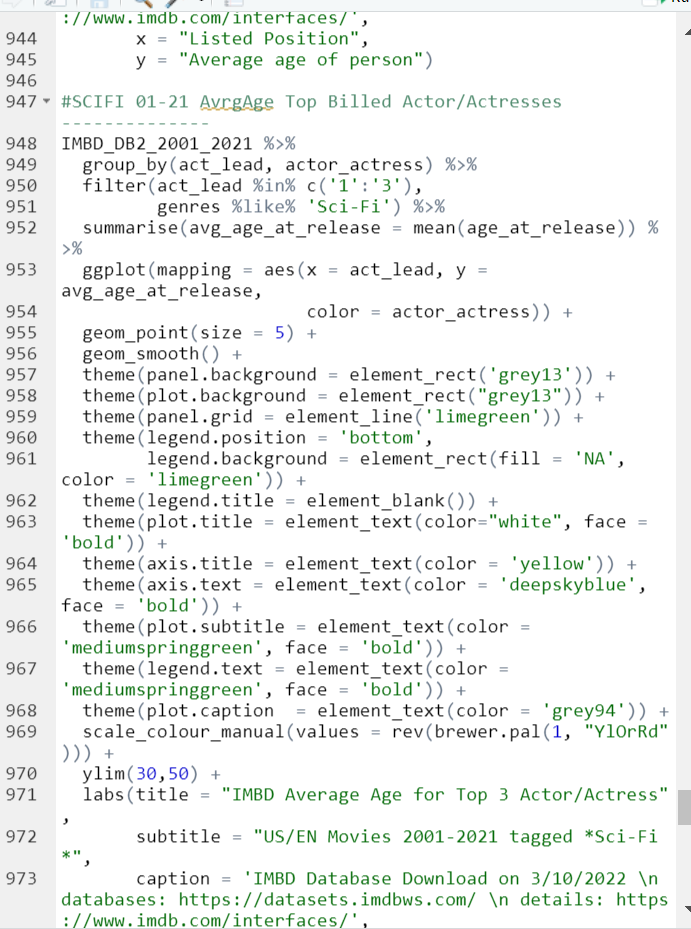 ://www.imdb.com/interfaces/',
944 x = "Listed Position",
945 y = "Average age of person")
946
947 #SCIFI 01-21 AvrgAge Top Billed Actor/Actresses
--------------
948 IMBD_DB2_2001_2021 %>%
949 group_by(act_lead, actor_actress) %>%
950 filter(act_lead %in% c('1':'3'),
951 genres %like% 'Sci-Fi') %>%
952 summarise(avg_age_at_release = mean(age_at_release)) %
>%
953 ggplot(mapping = aes(x = act_lead, y =
avg_age_at_release,
954 color = actor_actress)) +
955 geom_point(size = 5) +
956 geom_smooth() +
957 theme(panel.background = element_rect('grey13')) +
958 theme(plot.background = element_rect("grey13")) +
959 theme(panel.grid = element_line('limegreen')) +
960 theme(legend.position = 'bottom',
961 legend.background = element_rect(fill = 'NA',
color = 'limegreen')) +
962 theme(legend.title = element_blank()) +
963 theme(plot.title = element_text(color="white", face =
'bold')) +
964 theme(axis.title = element_text(color = 'yellow')) +
965 theme(axis.text = element_text(color = 'deepskyblue',
face = 'bold')) +
966 theme(plot.subtitle = element_text(color =
'mediumspringgreen', face = 'bold')) +
967 theme(legend.text = element_text(color =
'mediumspringgreen', face = 'bold')) +
968 theme(plot.caption  = element_text(color = 'grey94')) +
969 scale_colour_manual(values = rev(brewer.pal(1, "YlOrRd"
))) +
970 ylim(30,50) +
971 labs(title = "IMBD Average Age for Top 3 Actor/Actress"
,
972 subtitle = "US/EN Movies 2001-2021 tagged *Sci-Fi
*",
973 caption = 'IMBD Database Download on 3/10/2022 \n
databases: https://datasets.imdbws.com/ \n details: https
://www.imdb.com/interfaces/',